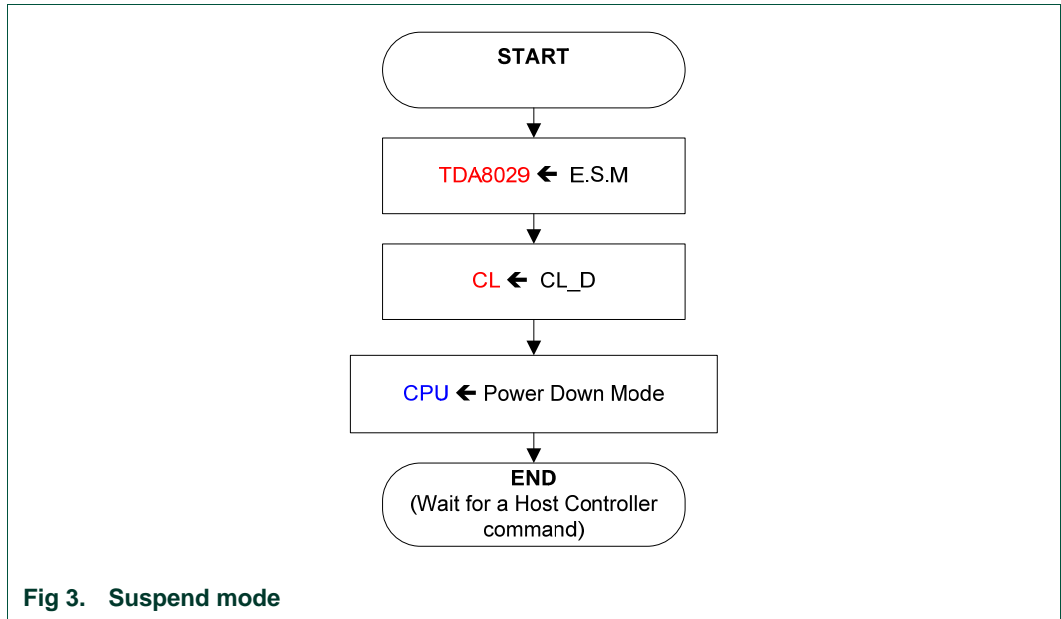 START
TDA8029 🡸 E.S.M
CL 🡸 CL_D
CPU 🡸 Power Down Mode
END
(Wait for a Host Controller
command)
Fig 3. Suspend mode